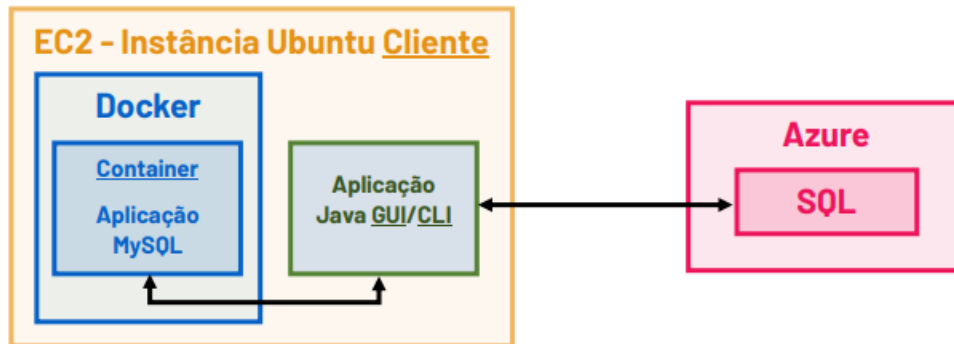 EC2 - Instância Ubuntu Cliente
Docker
Container
Aplicação
MySQL
Aplicação
Java GUI/CLI
Azure
SQL